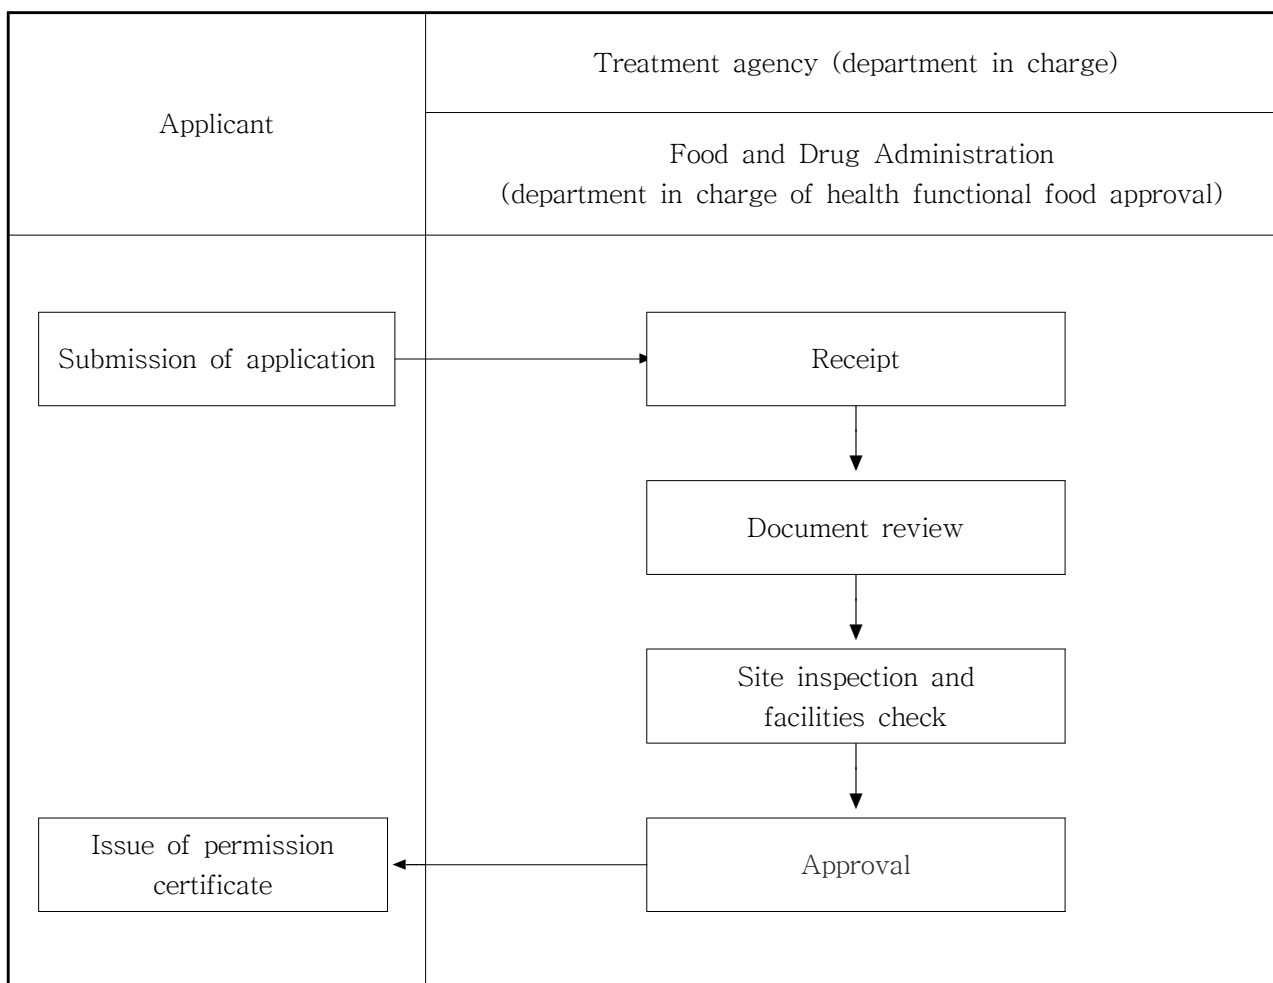 Applicant
Treatment agency (department in charge)
Food and Drug Administration
(department in charge of health functional food approval)
Submission of application
Receipt
Document review
Site inspection and
facilities check
Approval
Issue of permission
certificate